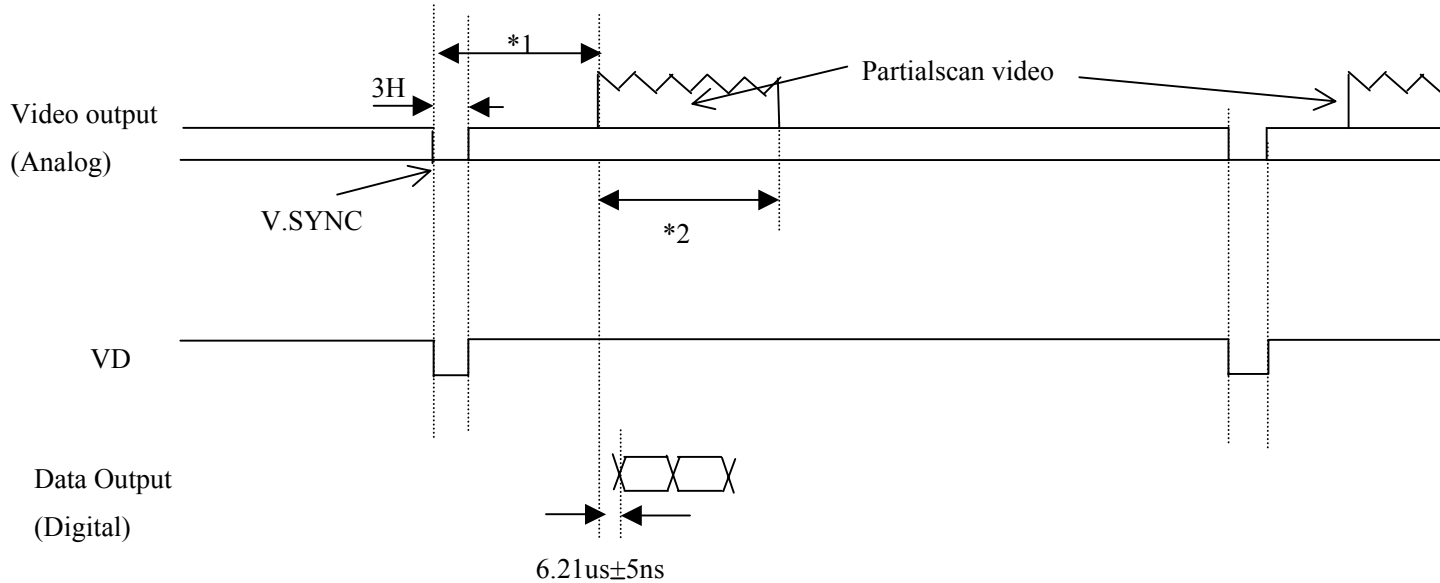 *1
Partialscan video
3H
Video output
(Analog)
V.SYNC
*2
VD
Data Output
(Digital)
6.21us±5ns